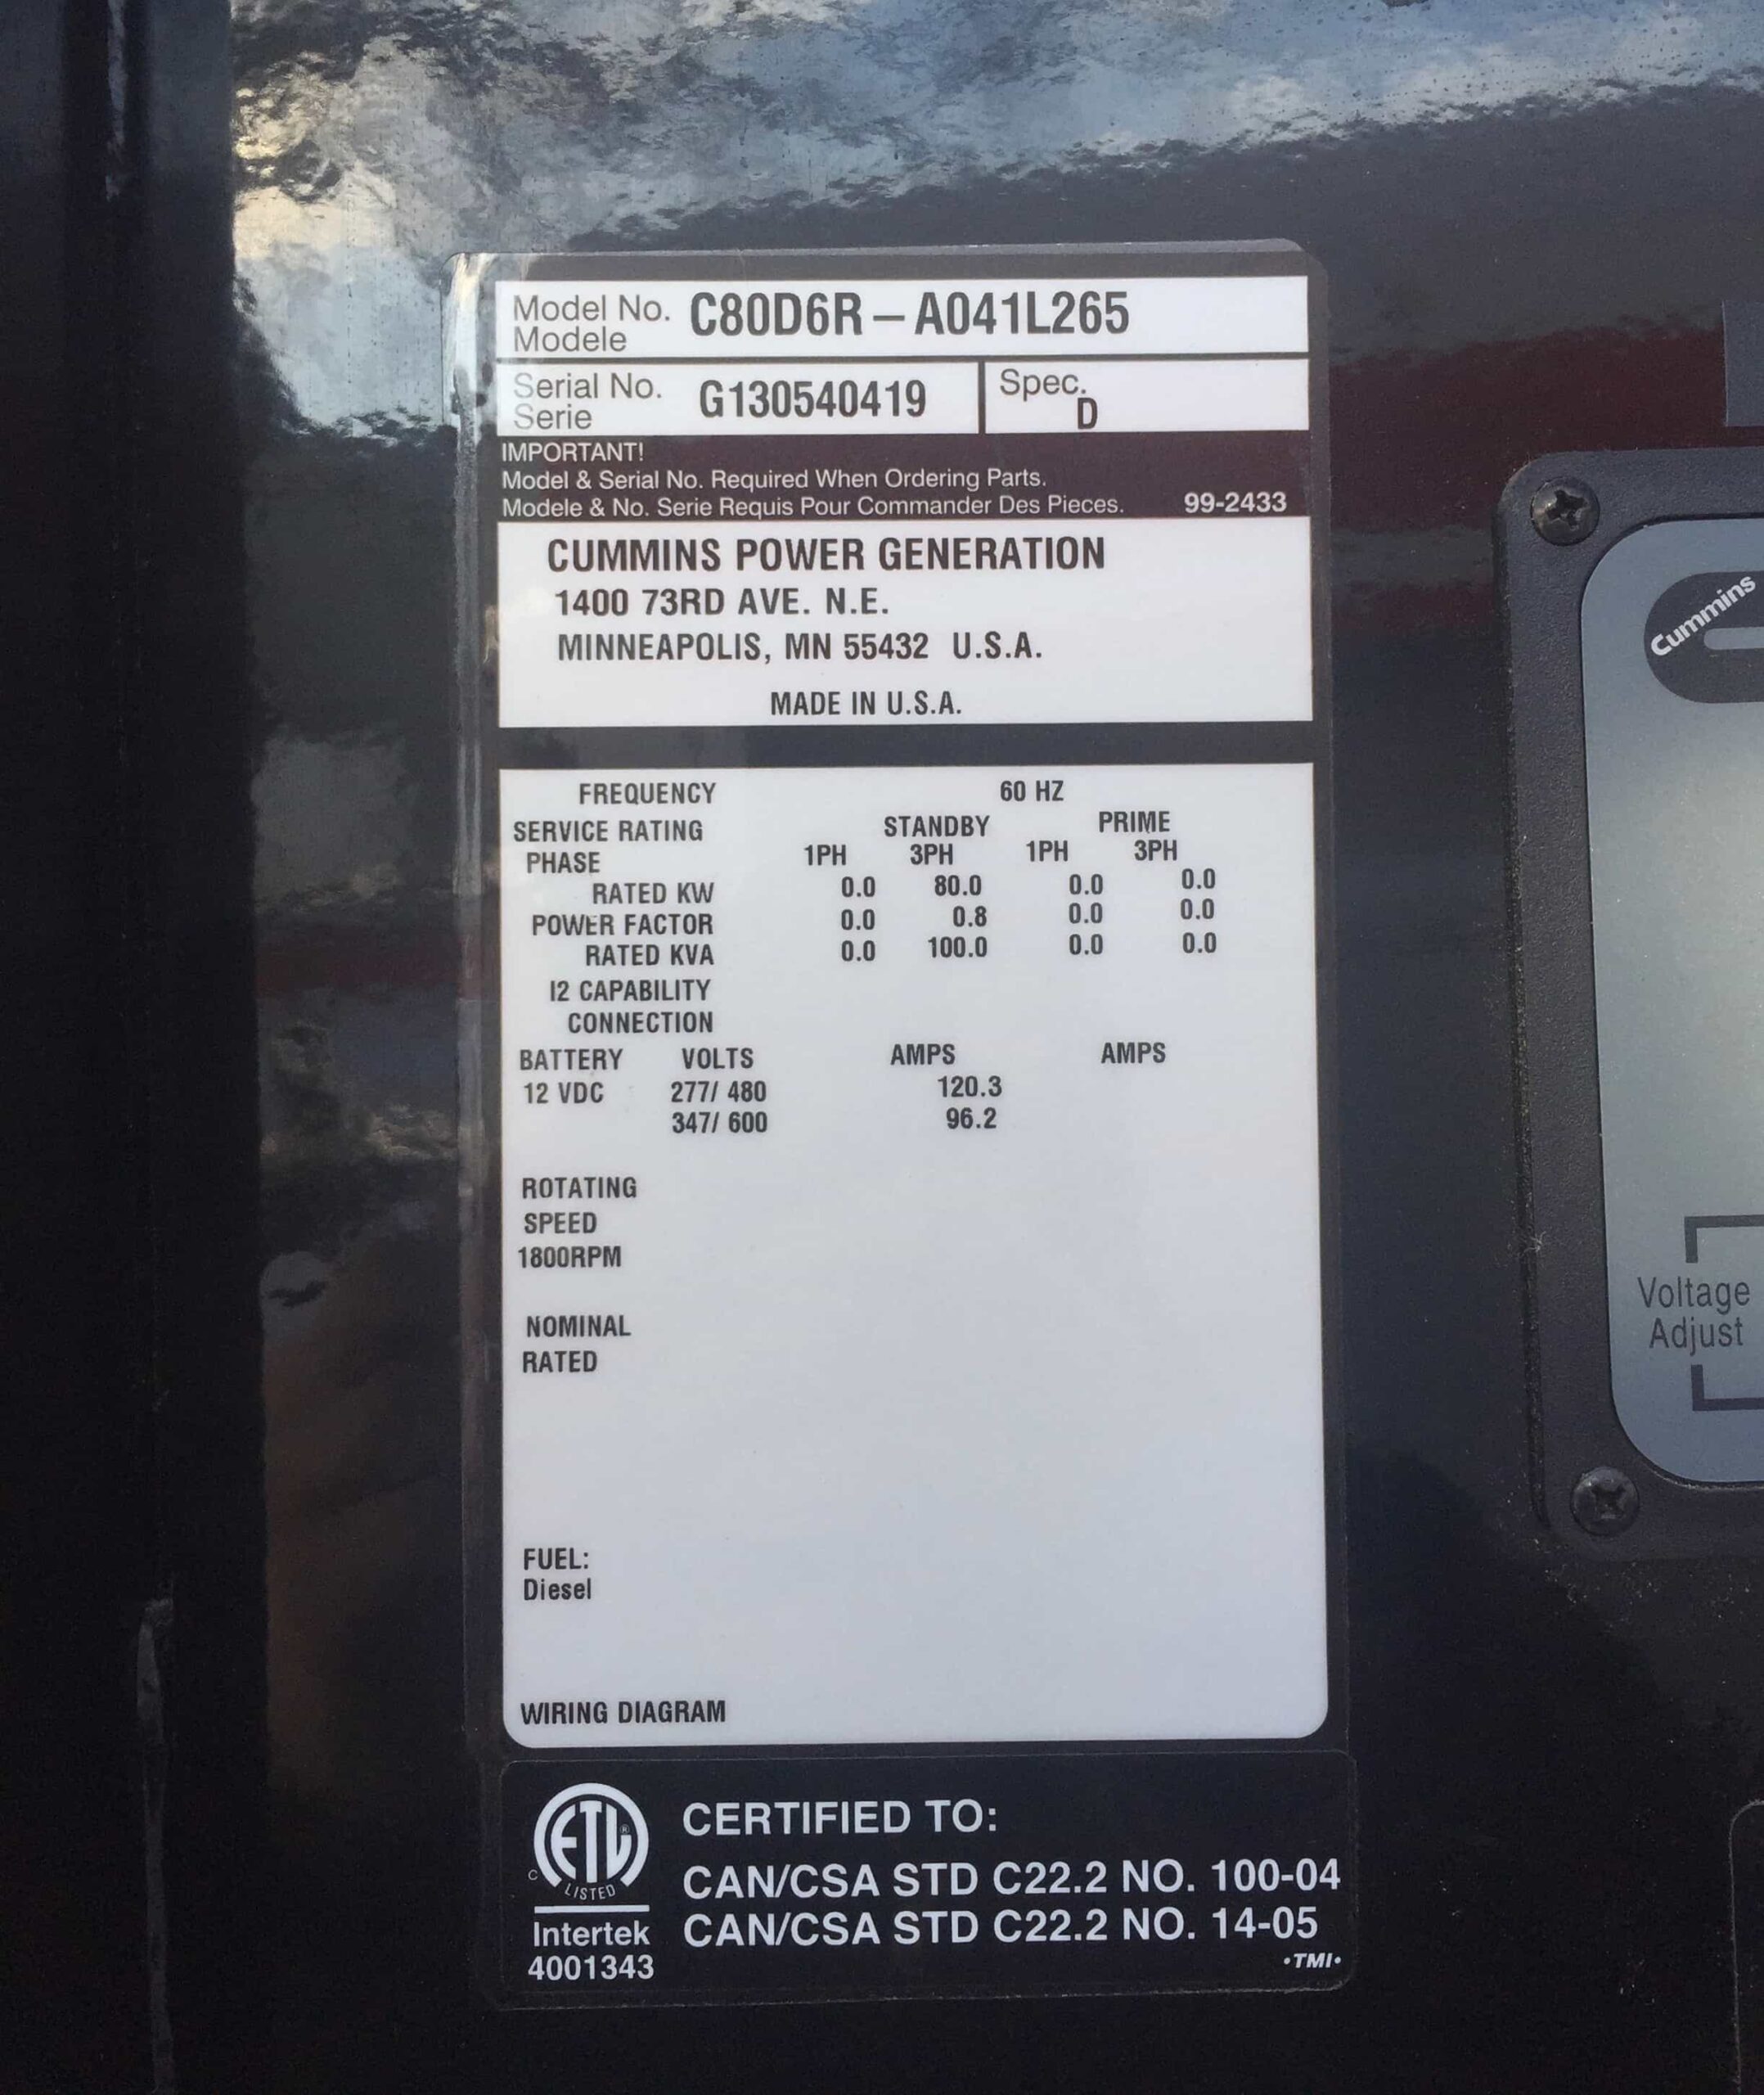 Model No. C80D6R – A041L265
Modele
Serial No. G130540419 Spec. D
Serie
IMPORTANT!
Model & Serial No. Required When Ordering Parts.
Modele & No. Serie Requis Pour Commander Des Pieces. 99-2433
CUMMINS POWER GENERATION
1400 73RD AVE. N.E.
MINNEAPOLIS, MN 55432 U.S.A.
MADE IN U.S.A.
FREQUENCY 60 HZ
SERVICE RATING STANDBY PRIME
PHASE 1PH 3PH 1PH 3PH
RATED KW 0.0 80.0 0.0 0.0
POWER FACTOR 0.0 0.8 0.0 0.0
RATED KVA 0.0 100.0 0.0 0.0
I2 CAPABILITY
CONNECTION
BATTERY VOLTS AMPS AMPS
12 VDC 277/ 480 120.3
347/ 600 96.2
ROTATING
SPEED
1800RPM
NOMINAL
RATED
FUEL:
Diesel
WIRING DIAGRAM
ETL®
C LISTED
Intertek
4001343
CERTIFIED TO:
CAN/CSA STD C22.2 NO. 100-04
CAN/CSA STD C22.2 NO. 14-05
•TMI•
Cummins
Voltage
Adjust